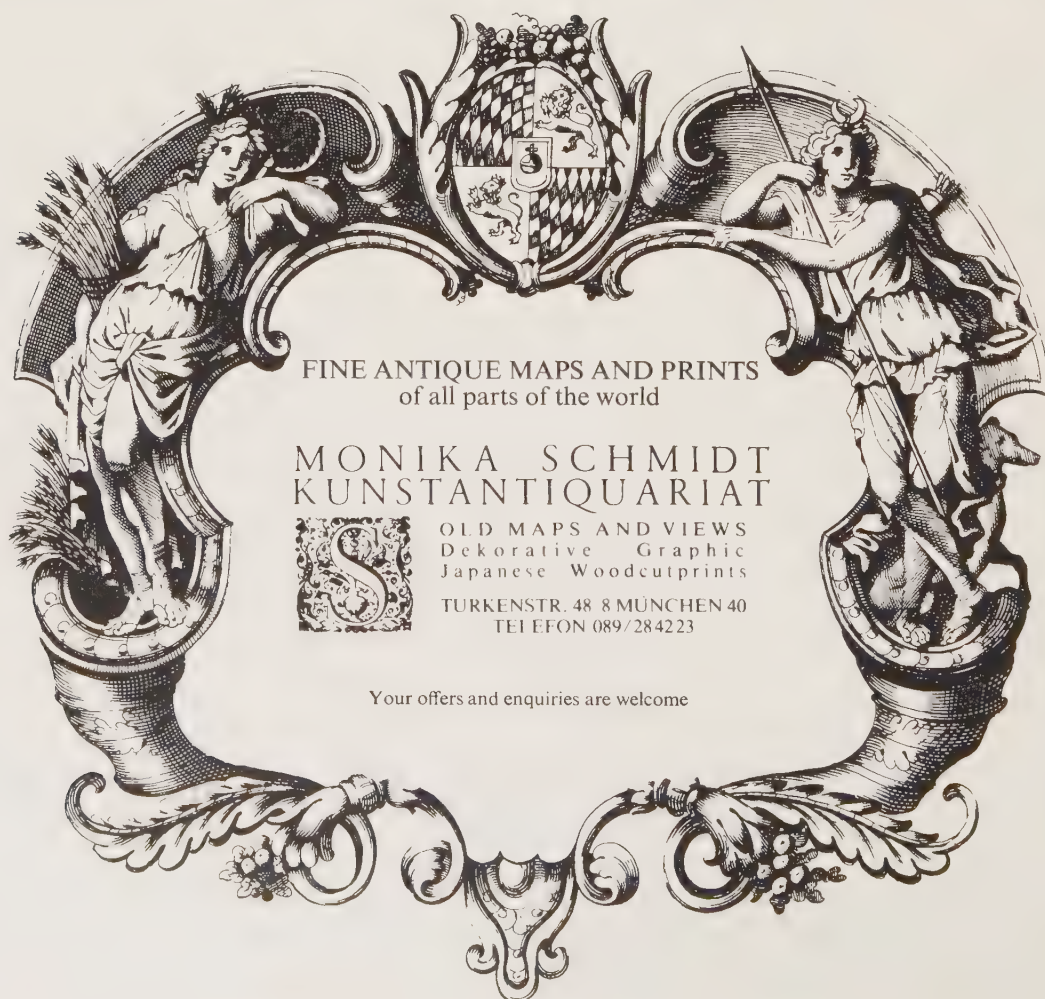 FINE ANTIQUE MAPS AND PRINTS
of all parts of the world
MONIKA SCHMIDT
KUNSTANTIQUARIAT
S
OLD MAPS AND VIEWS
Dekorative Graphic
Japanese Woodcutprints
TURKENSTR. 48 8 MÜNCHEN 40
TELEFON 089/284223
Your offers and enquiries are welcome